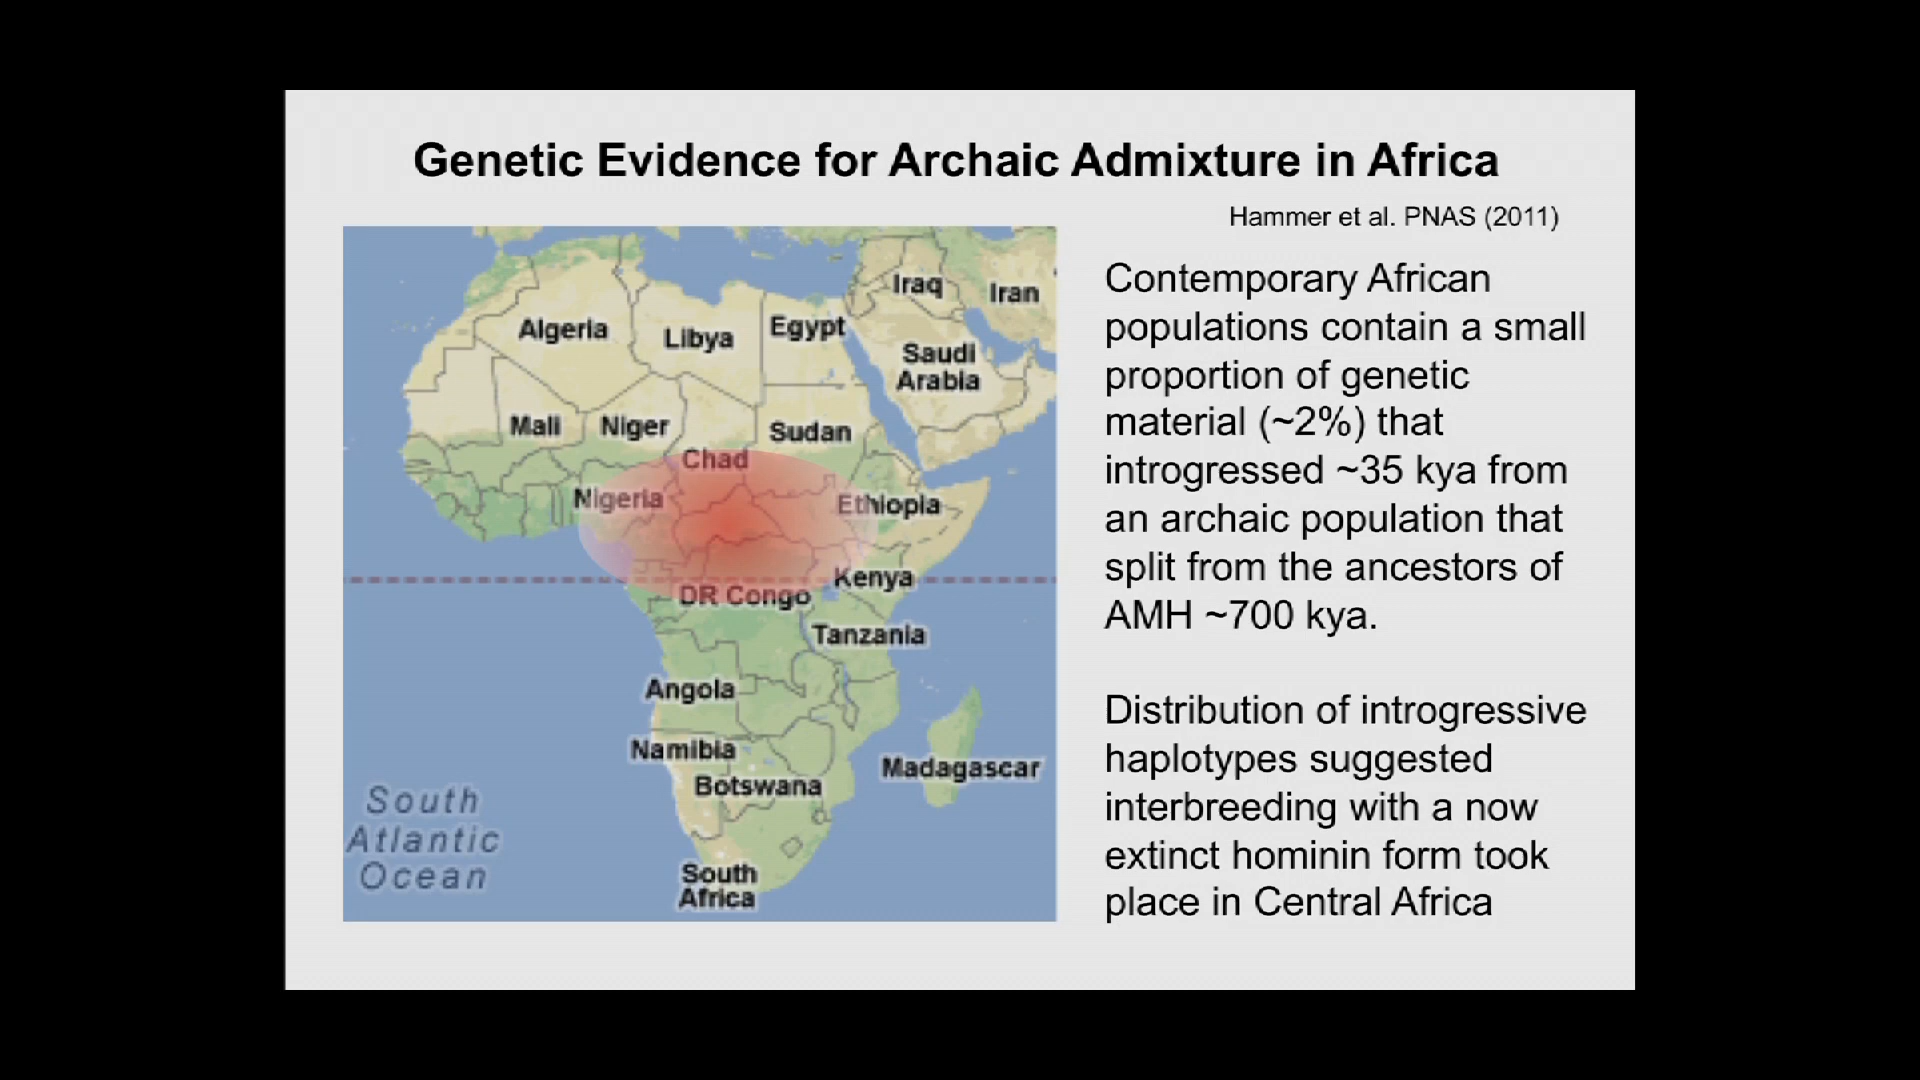 Genetic Evidence for Archaic Admixture in Africa
Hammer et al. PNAS (2011)
Contemporary African
populations contain a small
proportion of genetic
material (~2%) that
introgressed ~35 kya from
an archaic population that
split from the ancestors of
AMH ~700 kya.
Distribution of introgressive
haplotypes suggested
interbreeding with a now
extinct hominin form took
place in Central Africa
Iraq
Iran
Algeria
Libya
Egypt
Saudi
Arabia
Mali
Niger
Sudan
Chad
Nigeria
Ethiopia
Kenya
DR Congo
Tanzania
Angola
Namibia
Botswana
Madagascar
South
Atlantic
Ocean
South
Africa